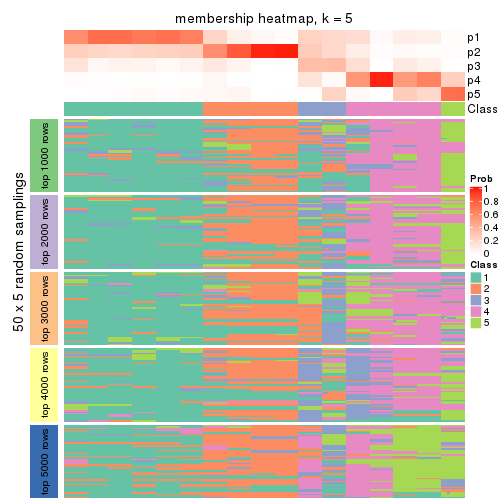 membership heatmap, k = 5
p1
p2
p3
p4
p5
Class
50 x 5 random samplings
top 1000 rows
top 2000 rows
top 3000 rows
top 4000 rows
top 5000 rows
Prob
1
0.8
0.6
0.4
0.2
0
Class
1
2
3
4
5